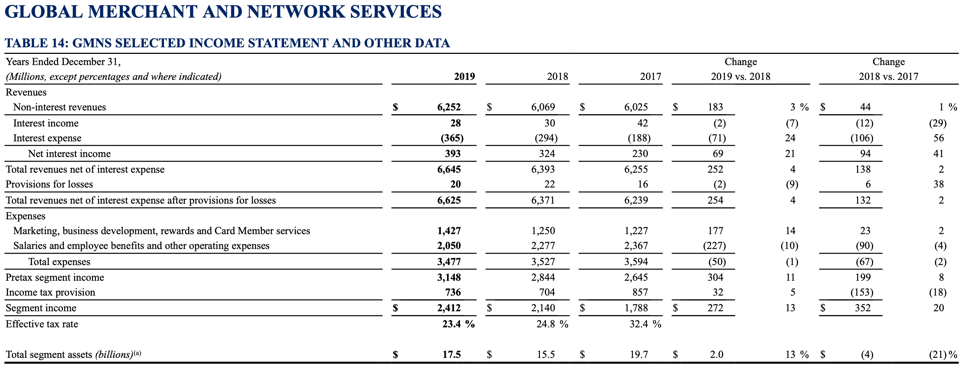 GLOBAL MERCHANT AND NETWORK SERVICES
TABLE 14: GMNS SELECTED INCOME STATEMENT AND OTHER DATA
Years Ended December 31, Change Change
(Millions, except percentages and where indicated) 2019 2018 2017 2019 vs. 2018 2018 vs. 2017
Revenues
Non-interest revenues $ 6,252 $ 6,069 $ 6,025 $ 183 3 % $ 44 1 %
Interest income 28 30 42 (2) (7) (12) (29)
Interest expense (365) (294) (188) (71) 24 (106) 56
Net interest income 393 324 230 69 21 94 41
Total revenues net of interest expense 6,645 6,393 6,255 252 4 138 2
Provisions for losses 20 22 16 (2) (9) 6 38
Total revenues net of interest expense after provisions for losses 6,625 6,371 6,239 254 4 132 2
Expenses
Marketing, business development, rewards and Card Member services 1,427 1,250 1,227 177 14 23 2
Salaries and employee benefits and other operating expenses 2,050 2,277 2,367 (227) (10) (90) (4)
Total expenses 3,477 3,527 3,594 (50) (1) (67) (2)
Pretax segment income 3,148 2,844 2,645 304 11 199 8
Income tax provision 736 704 857 32 5 (153) (18)
Segment income $ 2,412 $ 2,140 $ 1,788 $ 272 13 $ 352 20
Effective tax rate 23.4 % 24.8 % 32.4 %
Total segment assets (billions)(a) $ 17.5 $ 15.5 $ 19.7 $ 2.0 13 % $ (4) (21) %